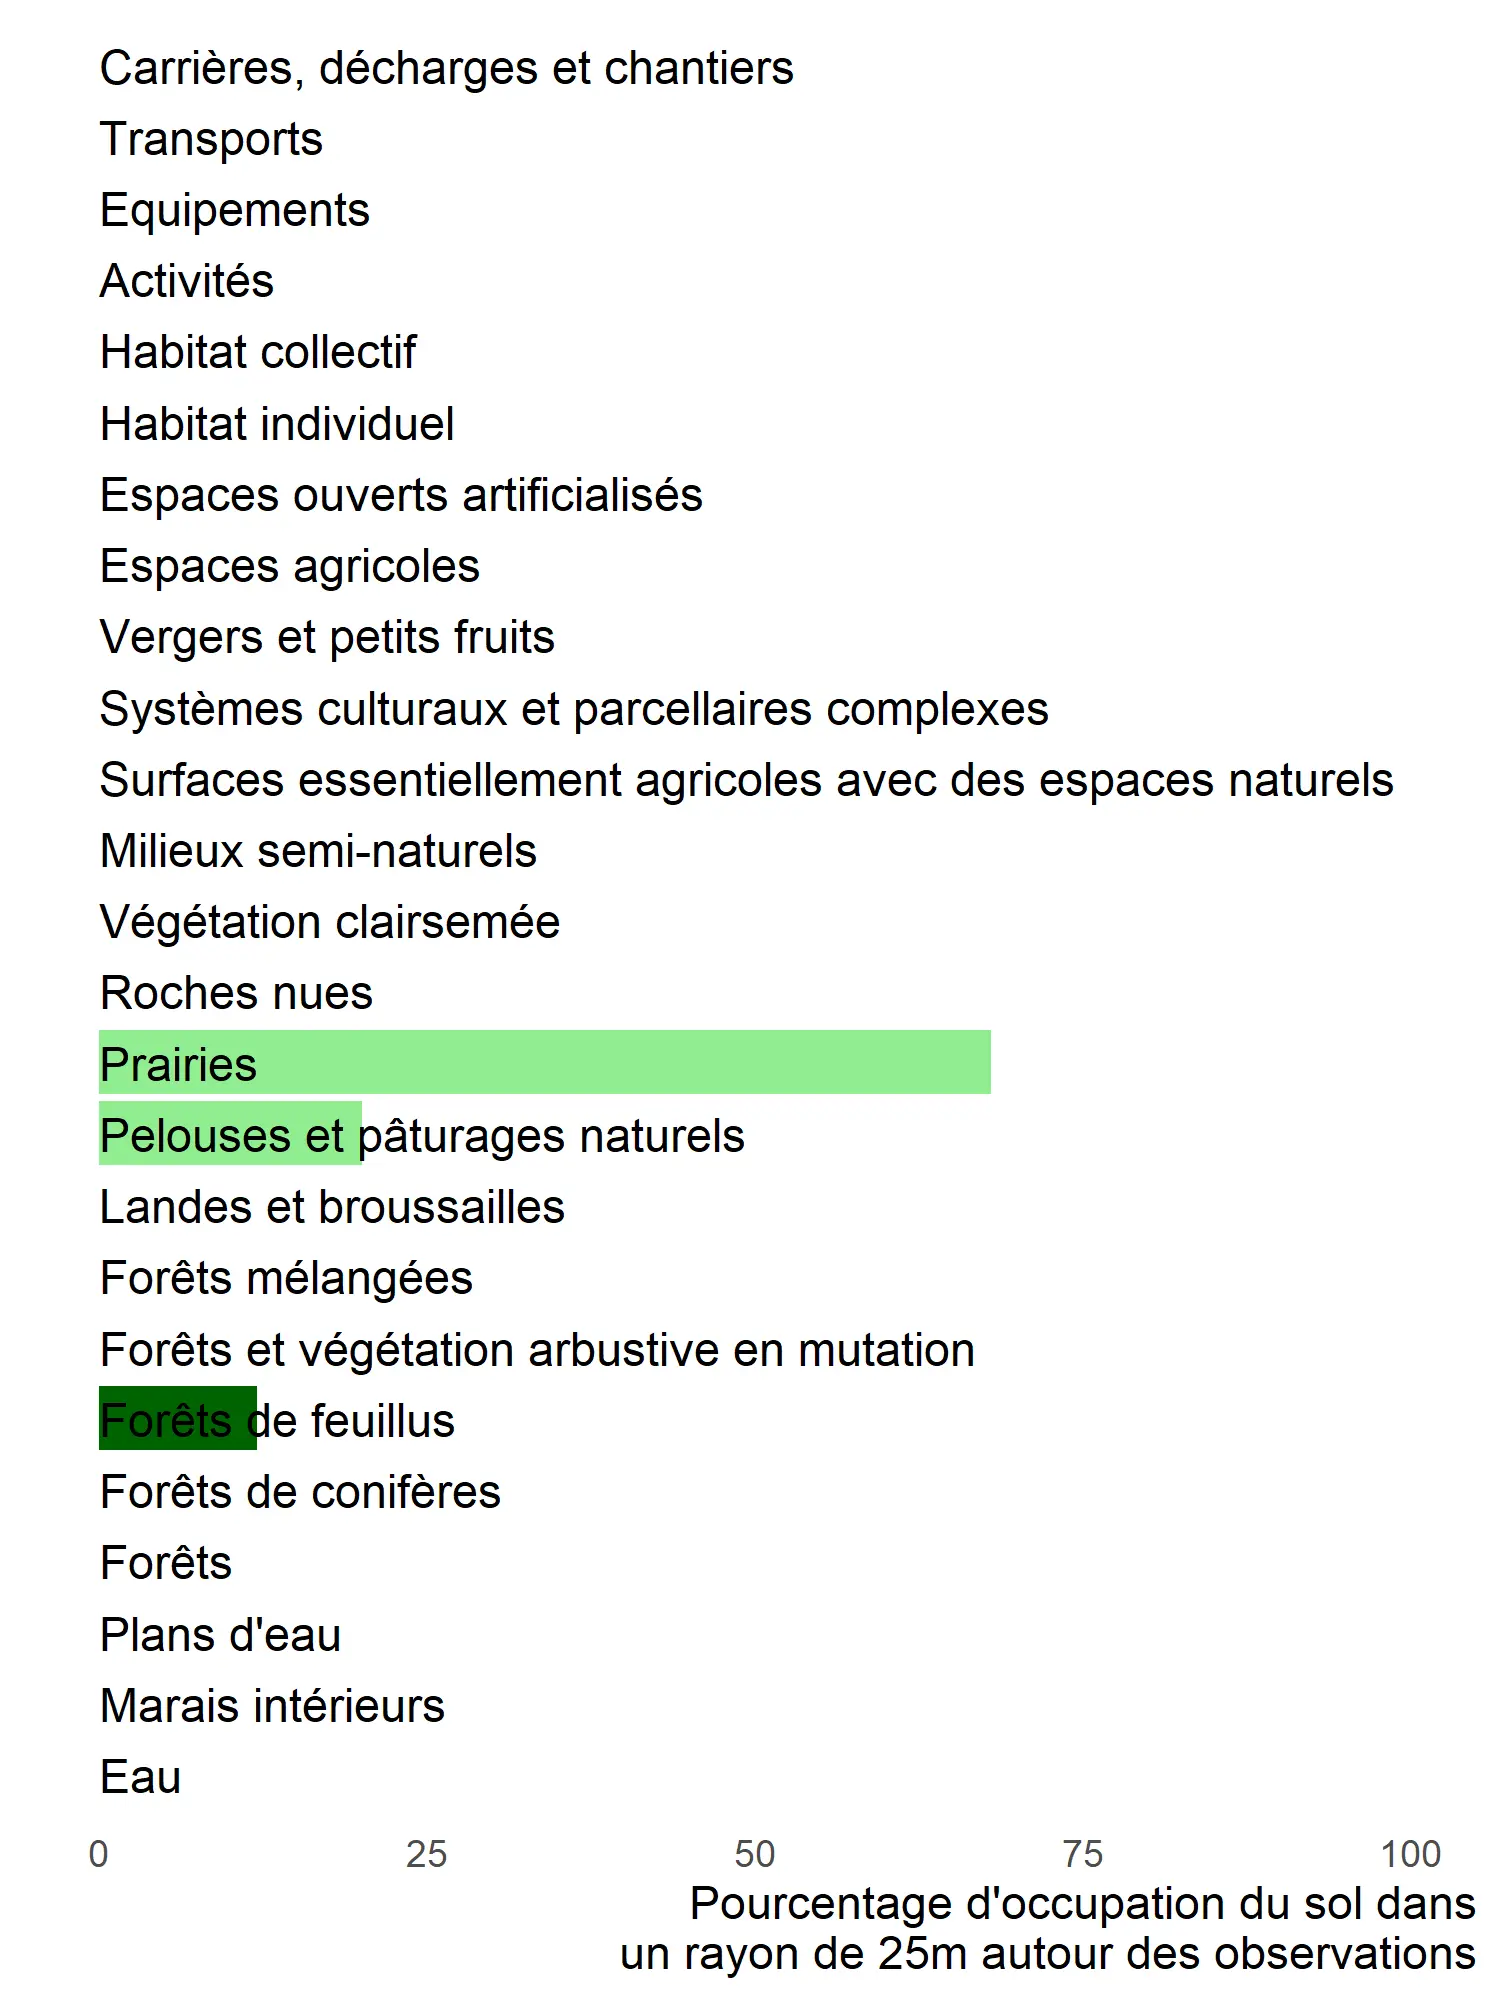 Carrières, décharges et chantiers
Transports
Equipements
Activités
Habitat collectif
Habitat individuel
Espaces ouverts artificialisés
Espaces agricoles
Vergers et petits fruits
Systèmes culturaux et parcellaires complexes
Surfaces essentiellement agricoles avec des espaces naturels
Milieux semi-naturels
Végétation clairsemée
Roches nues
Prairies
Pelouses et pâturages naturels
Landes et broussailles
Forêts mélangées
Forêts et végétation arbustive en mutation
Forêts de feuillus
Forêts de conifères
Forêts
Plans d'eau
Marais intérieurs
Eau
0 25 50 75 100
Pourcentage d'occupation du sol dans
un rayon de 25m autour des observations